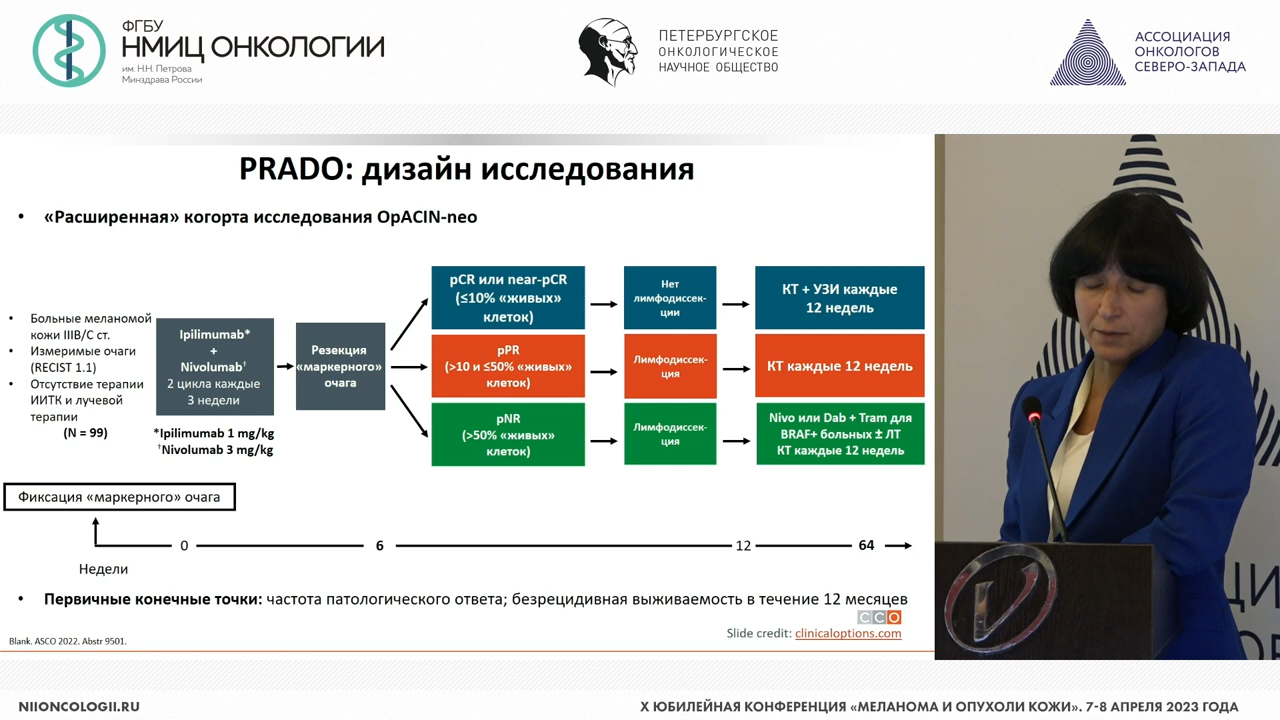 ФГБУ
НМИЦ ОНКОЛОГИИ
им. Н.Н. Петрова
Минздрава России
ПЕТЕРБУРГСКОЕ
ОНКОЛОГИЧЕСКОЕ
НАУЧНОЕ ОБЩЕСТВО
АССОЦИАЦИЯ
ОНКОЛОГОВ
СЕВЕРО-ЗАПАДА
PRADO: дизайн исследования
• «Расширенная» когорта исследования OpACIN-neo
• Больные меланомой
кожи IIIB/C ст.
• Измеримые очаги
(RECIST 1.1)
• Отсутствие терапии
ИИТК и лучевой
терапии
(N = 99)
Ipilimumab*
+
Nivolumab†
2 цикла каждые
3 недели
*Ipilimumab 1 mg/kg
†Nivolumab 3 mg/kg
Резекция
«маркерного»
очага
pCR или near-pCR
(≤10% «живых»
клеток)
Нет
лимфодиссек-
ции
КТ + УЗИ каждые
12 недель
pPR
(>10 и ≤50% «живых»
клеток)
Лимфодиссек-
ция
КТ каждые 12 недель
pNR
(>50% «живых»
клеток)
Лимфодиссек-
ция
Nivo или Dab + Tram для
BRAF+ больных ± ЛТ
КТ каждые 12 недель
Фиксация «маркерного» очага
0 6 12 64
Недели
• Первичные конечные точки: частота патологического ответа; безрецидивная выживаемость в течение 12 месяцев
CCO
Slide credit: clinicaloptions.com
Blank. ASCO 2022. Abstr 9501.
NIIONCOLOGII.RU
X ЮБИЛЕЙНАЯ КОНФЕРЕНЦИЯ «МЕЛАНОМА И ОПУХОЛИ КОЖИ». 7-8 АПРЕЛЯ 2023 ГОДА